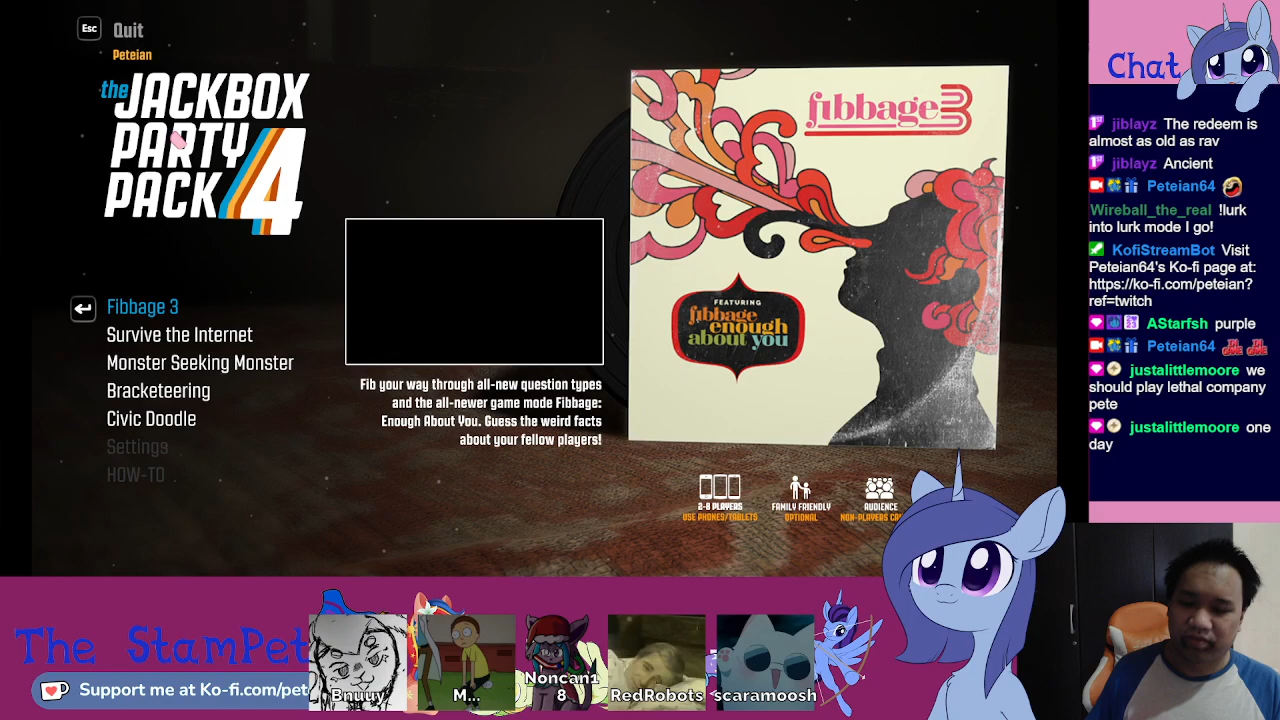 Esc Quit
Peteian
the JACKBOX
PARTY
PACK 4
Fibbage 3
Survive the Internet
Monster Seeking Monster
Bracketeering
Civic Doodle
Settings
HOW-TO
Fib your way through all-new question types
and the all-newer game mode Fibbage:
Enough About You. Guess the weird facts
about your fellow players!
fibbage 3
FEATURING
fibbage
enough
about you
2-8 PLAYERS
USE PHONES/TABLETS
FAMILY FRIENDLY
OPTIONAL
AUDIENCE
NON-PLAYERS
Chat
jiblayz The redeem is
almost as old as rav
jiblayz Ancient
Peteian64
Wireball_the_real !lurk
into lurk mode I go!
KofiStreamBot Visit
Peteian64's Ko-fi page at:
https://ko-fi.com/peteian?
ref=twitch
AStarfsh purple
Peteian64
justalittlemoore we
should play lethal company
pete
justalittlemoore one
day
The StamPet
Support me at Ko-fi.com/pet
Bnuuy
M...
Noncan1
8
RedRobots
scaramoosh